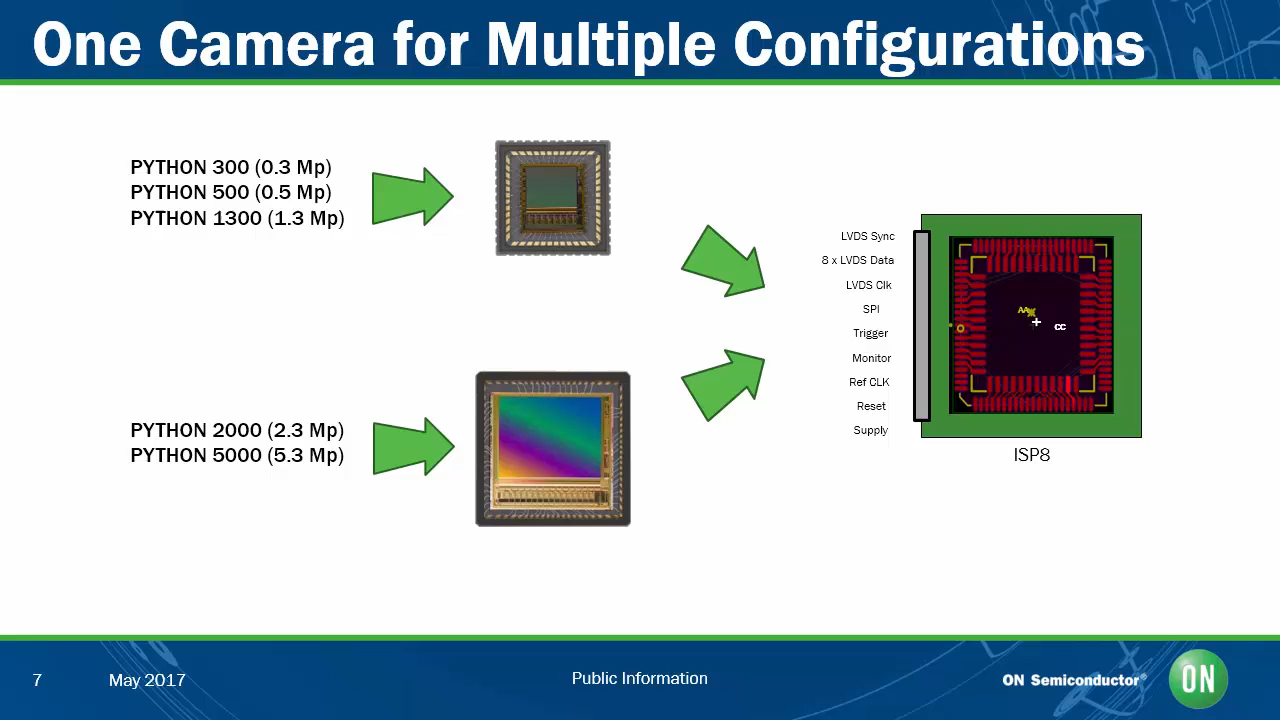 One Camera for Multiple Configurations
PYTHON 300 (0.3 Mp)
PYTHON 500 (0.5 Mp)
PYTHON 1300 (1.3 Mp)
PYTHON 2000 (2.3 Mp)
PYTHON 5000 (5.3 Mp)
LVDS Sync
8 x LVDS Data
LVDS Clk
SPI
Trigger
Monitor
Ref CLK
Reset
Supply
CC
ISP8
7
May 2017
Public Information
ON Semiconductor®
ON